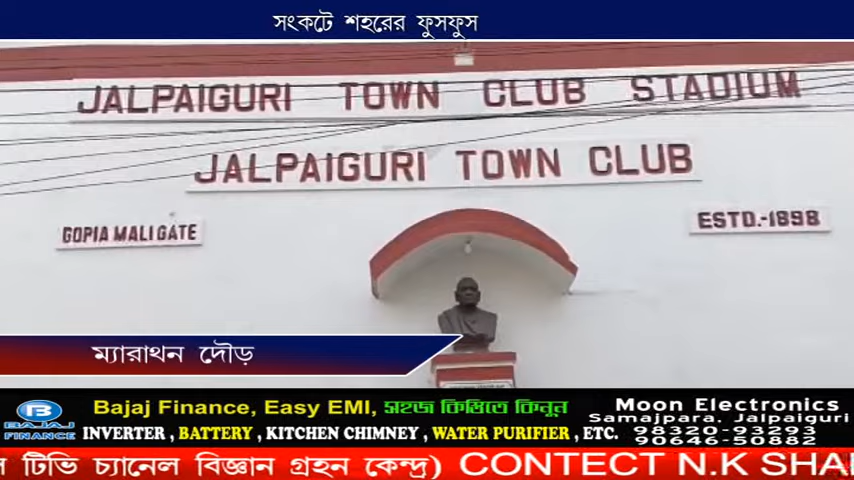 সংকটে শহরের ফুসফুস
JALPAIGURI TOWN CLUB STADIUM
JALPAIGURI TOWN CLUB
GOPIA MALI GATE
ESTD.-1898
ম্যারাথন দৌড়
B
BAJAJ
FINANCE
Bajaj Finance, Easy EMI, সহজ কিস্তিতে কিনুন
INVERTER , BATTERY , KITCHEN CHIMNEY , WATER PURIFIER , ETC.
Moon Electronics
Samajpara, Jalpaiguri
98320-93293
90646-50882
টিভি চ্যানেল বিজ্ঞান গ্রহন কেন্দ্র) CONTECT N.K SHA